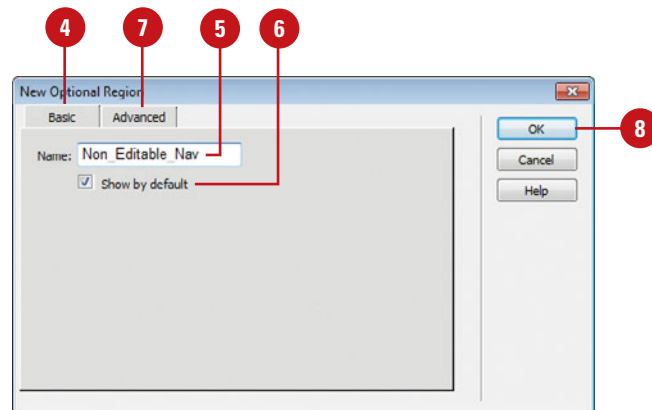 4 7 5 6
New Optional Region
Basic Advanced
OK 8
Name: Non_Editable_Nav
Cancel
Show by default
Help